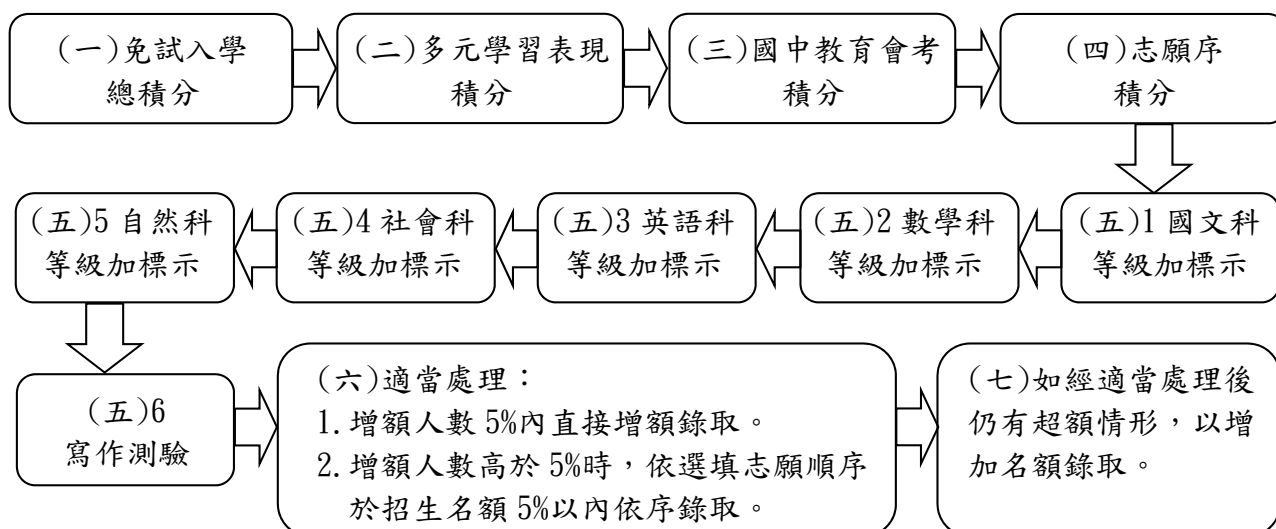 (一)免試入學
總積分
(二)多元學習表現
積分
(三)國中教育會考
積分
(四)志願序
積分
(五)1國文科
等級加標示
(五)2數學科
等級加標示
(五)3英語科
等級加標示
(五)4社會科
等級加標示
(五)5自然科
等級加標示
(五)6
寫作測驗
(六)適當處理：
1.增額人數5%內直接增額錄取。
2.增額人數高於5%時，依選填志願順序
於招生名額5%以內依序錄取。
(七)如經適當處理後
仍有超額情形，以增
加名額錄取。